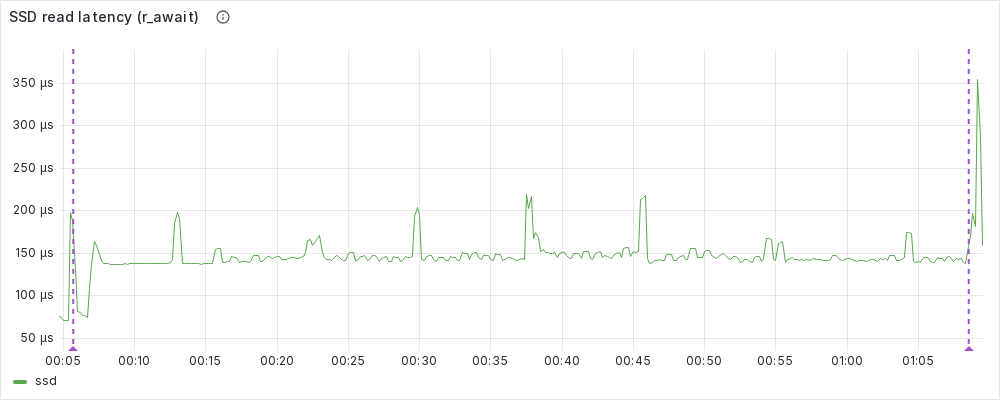 SSD read latency (r_await)
350 µs
300 µs
250 µs
200 µs
150 µs
100 µs
50 µs
00:05 00:10 00:15 00:20 00:25 00:30 00:35 00:40 00:45 00:50 00:55 01:00 01:05
ssd